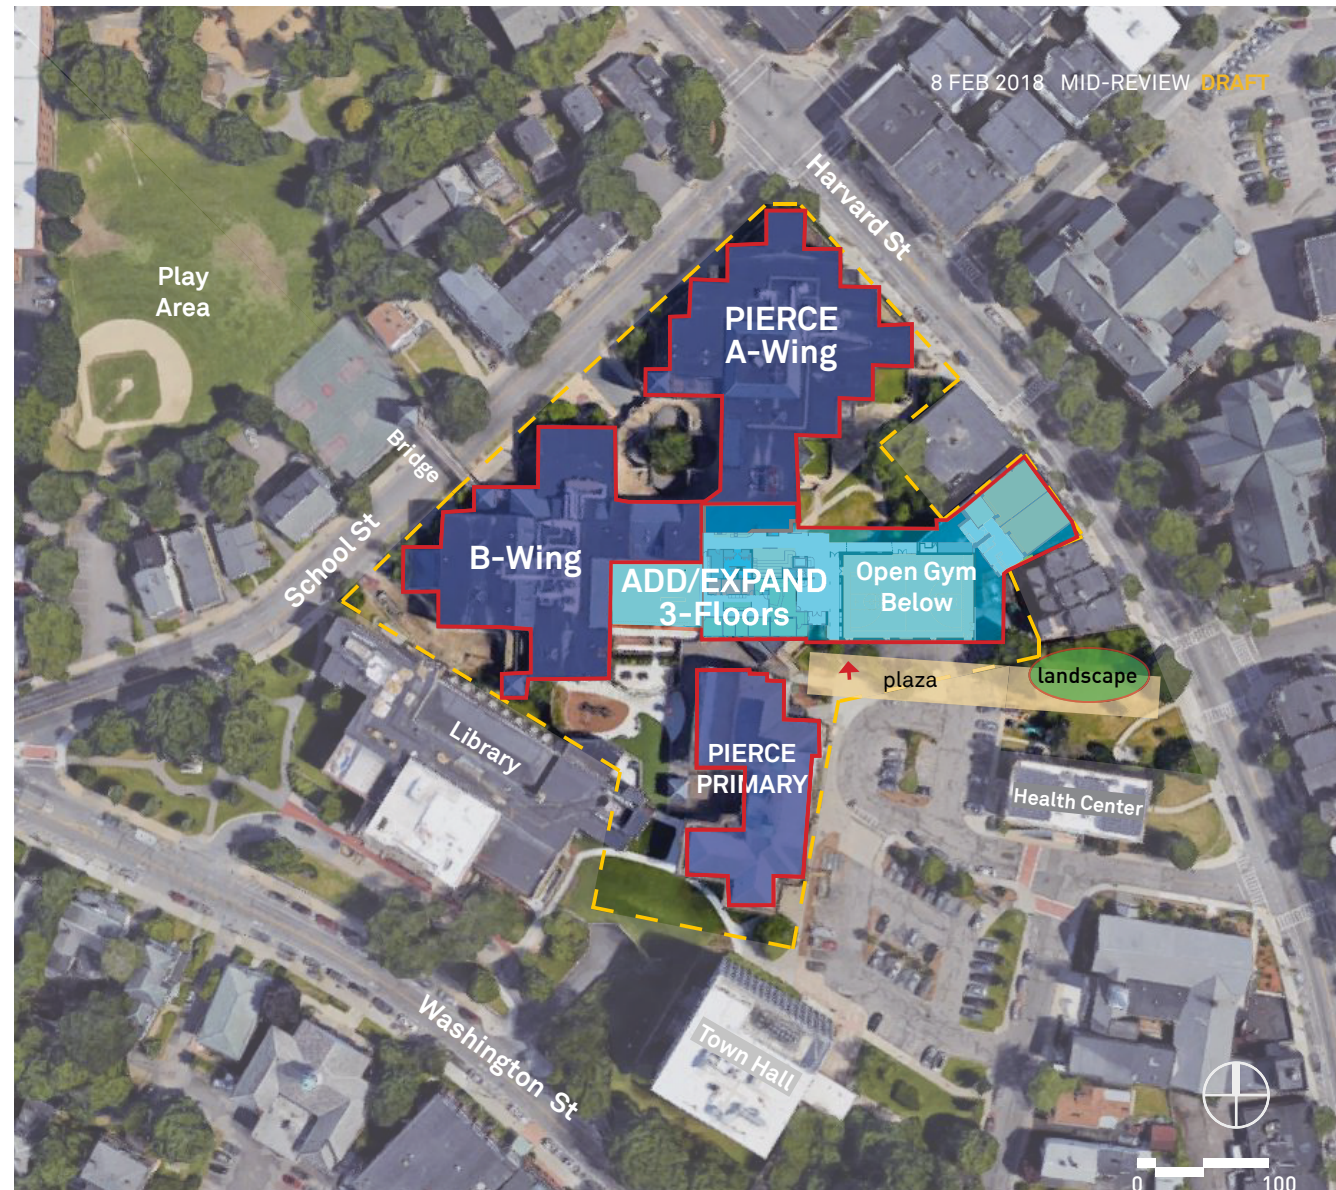 8 FEB 2018 MID-REVIEW DRAFT
Harvard St
Play
Area
PIERCE
A-Wing
Bridge
School St
B-Wing
ADD/EXPAND
3-Floors
Open Gym
Below
plaza
landscape
Library
PIERCE
PRIMARY
Health Center
Washington St
Town Hall
0 100